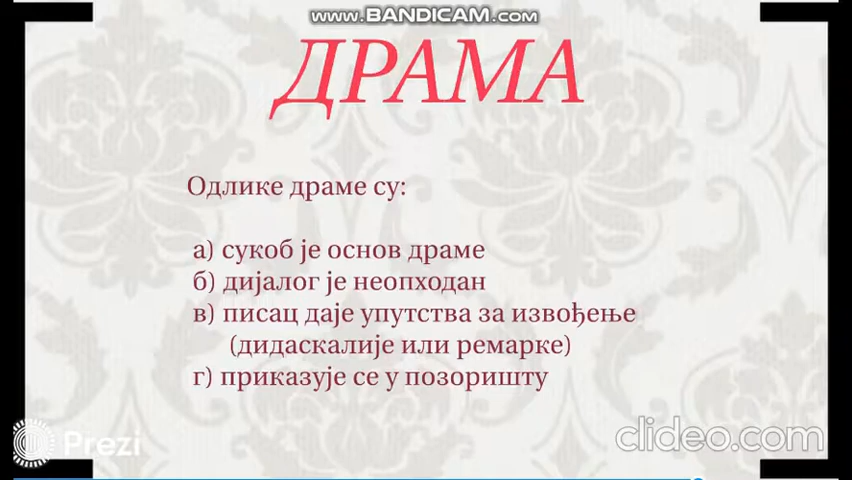 www.BANDICAM.com
ДРАМА
Одлике драме су:
а) сукоб је основ драме
б) дијалог је неопходан
в) писац даје упутства за извођење
(дидаскалије или ремарке)
г) приказује се у позоришту
Prezi
clideo.com